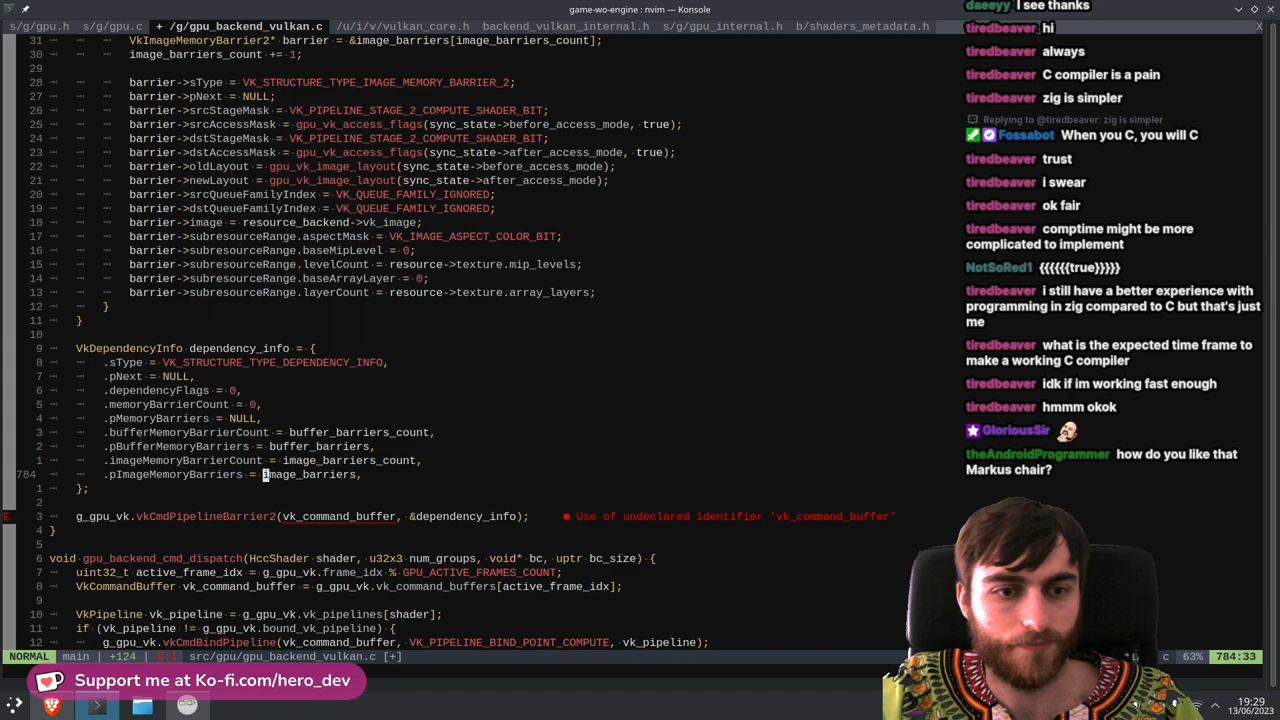 game-wo-engine : nvim — Konsole
s/g/gpu.h s/g/gpu.c + /g/gpu_backend_vulkan.c /u/i/v/vulkan_core.h backend_vulkan_internal.h s/g/gpu_internal.h b/shaders_metadata.h X
31 VkImageMemoryBarrier2* barrier = &image_barriers[image_barriers_count];
30 image_barriers_count += 1;
29
28 barrier->sType = VK_STRUCTURE_TYPE_IMAGE_MEMORY_BARRIER_2;
27 barrier->pNext = NULL;
26 barrier->srcStageMask = VK_PIPELINE_STAGE_2_COMPUTE_SHADER_BIT;
25 barrier->srcAccessMask = gpu_vk_access_flags(sync_state->before_access_mode, true);
24 barrier->dstStageMask = VK_PIPELINE_STAGE_2_COMPUTE_SHADER_BIT;
23 barrier->dstAccessMask = gpu_vk_access_flags(sync_state->after_access_mode, true);
22 barrier->oldLayout = gpu_vk_image_layout(sync_state->before_access_mode);
21 barrier->newLayout = gpu_vk_image_layout(sync_state->after_access_mode);
20 barrier->srcQueueFamilyIndex = VK_QUEUE_FAMILY_IGNORED;
19 barrier->dstQueueFamilyIndex = VK_QUEUE_FAMILY_IGNORED;
18 barrier->image = resource_backend->vk_image;
17 barrier->subresourceRange.aspectMask = VK_IMAGE_ASPECT_COLOR_BIT;
16 barrier->subresourceRange.baseMipLevel = 0;
15 barrier->subresourceRange.levelCount = resource->texture.mip_levels;
14 barrier->subresourceRange.baseArrayLayer = 0;
13 barrier->subresourceRange.layerCount = resource->texture.array_layers;
12 }
11 }
10
9 VkDependencyInfo dependency_info = {
8 .sType = VK_STRUCTURE_TYPE_DEPENDENCY_INFO,
7 .pNext = NULL,
6 .dependencyFlags = 0,
5 .memoryBarrierCount = 0,
4 .pMemoryBarriers = NULL,
3 .bufferMemoryBarrierCount = buffer_barriers_count,
2 .pBufferMemoryBarriers = buffer_barriers,
1 .imageMemoryBarrierCount = image_barriers_count,
784 .pImageMemoryBarriers = image_barriers,
1 };
2
E 3 g_gpu_vk.vkCmdPipelineBarrier2(vk_command_buffer, &dependency_info); ■ Use of undeclared identifier 'vk_command_buffer'
4 }
5
6 void gpu_backend_cmd_dispatch(HccShader shader, u32x3 num_groups, void* bc, uptr bc_size) {
7 uint32_t active_frame_idx = g_gpu_vk.frame_idx % GPU_ACTIVE_FRAMES_COUNT;
8 VkCommandBuffer vk_command_buffer = g_gpu_vk.vk_command_buffers[active_frame_idx];
9
10 VkPipeline vk_pipeline = g_gpu_vk.vk_pipelines[shader];
11 if (vk_pipeline != g_gpu_vk.bound_vk_pipeline) {
12 g_gpu_vk.vkCmdBindPipeline(vk_command_buffer, VK_PIPELINE_BIND_POINT_COMPUTE, vk_pipeline);
NORMAL main | +124 | src/gpu/gpu_backend_vulkan.c [+] c 63% 784:33
Support me at Ko-fi.com/hero_dev
19:29
13/06/2023
daeeyy I see thanks
tiredbeaver hi
tiredbeaver always
tiredbeaver C compiler is a pain
tiredbeaver zig is simpler
Replying to @tiredbeaver: zig is simpler
Fossabot When you C, you will C
tiredbeaver trust
tiredbeaver i swear
tiredbeaver ok fair
tiredbeaver comptime might be more
complicated to implement
NotSoRed1 {{{{{{true}}}}}
tiredbeaver i still have a better experience with
programming in zig compared to C but that's just
me
tiredbeaver what is the expected time frame to
make a working C compiler
tiredbeaver idk if im working fast enough
tiredbeaver hmmm okok
GloriousSir
theAndroidProgrammer how do you like that
Markus chair?